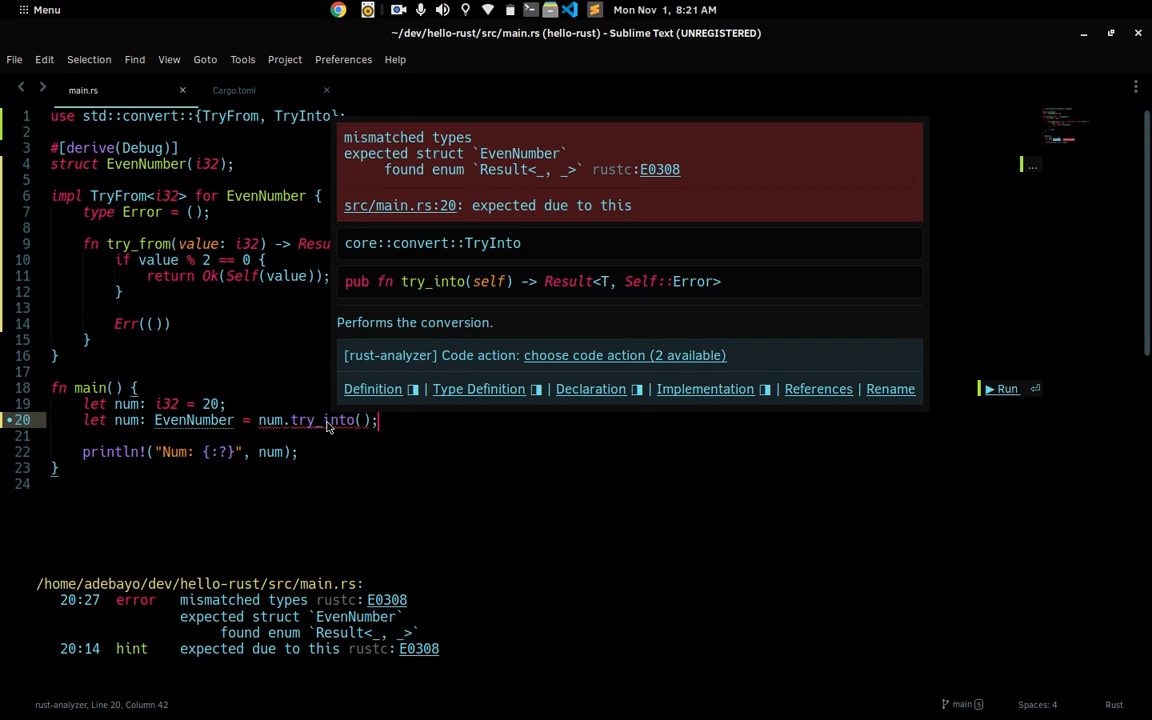 Menu
Mon Nov 1, 8:21 AM
~/dev/hello-rust/src/main.rs (hello-rust) - Sublime Text (UNREGISTERED)
File Edit Selection Find View Goto Tools Project Preferences Help
main.rs × Cargo.toml ×
1 use std::convert::{TryFrom, TryInto};
2
3 #[derive(Debug)]
4 struct EvenNumber(i32);
5
6 impl TryFrom<i32> for EvenNumber {
7 type Error = ();
8
9 fn try_from(value: i32) -> Resu
10 if value % 2 == 0 {
11 return Ok(Self(value));
12 }
13
14 Err(())
15 }
16 }
17
18 fn main() {
19 let num: i32 = 20;
20 let num: EvenNumber = num.try_into();
21
22 println!("Num: {:?}", num);
23 }
24
mismatched types
expected struct `EvenNumber`
found enum `Result<_, _>` rustc:E0308
src/main.rs:20: expected due to this
core::convert::TryInto
pub fn try_into(self) -> Result<T, Self::Error>
Performs the conversion.
[rust-analyzer] Code action: choose code action (2 available)
Definition | Type Definition | Declaration | Implementation | References | Rename
...
▶ Run
/home/adebayo/dev/hello-rust/src/main.rs:
20:27 error mismatched types rustc:E0308
expected struct `EvenNumber`
found enum `Result<_, _>`
20:14 hint expected due to this rustc:E0308
rust-analyzer, Line 20, Column 42
main 5 Spaces: 4 Rust